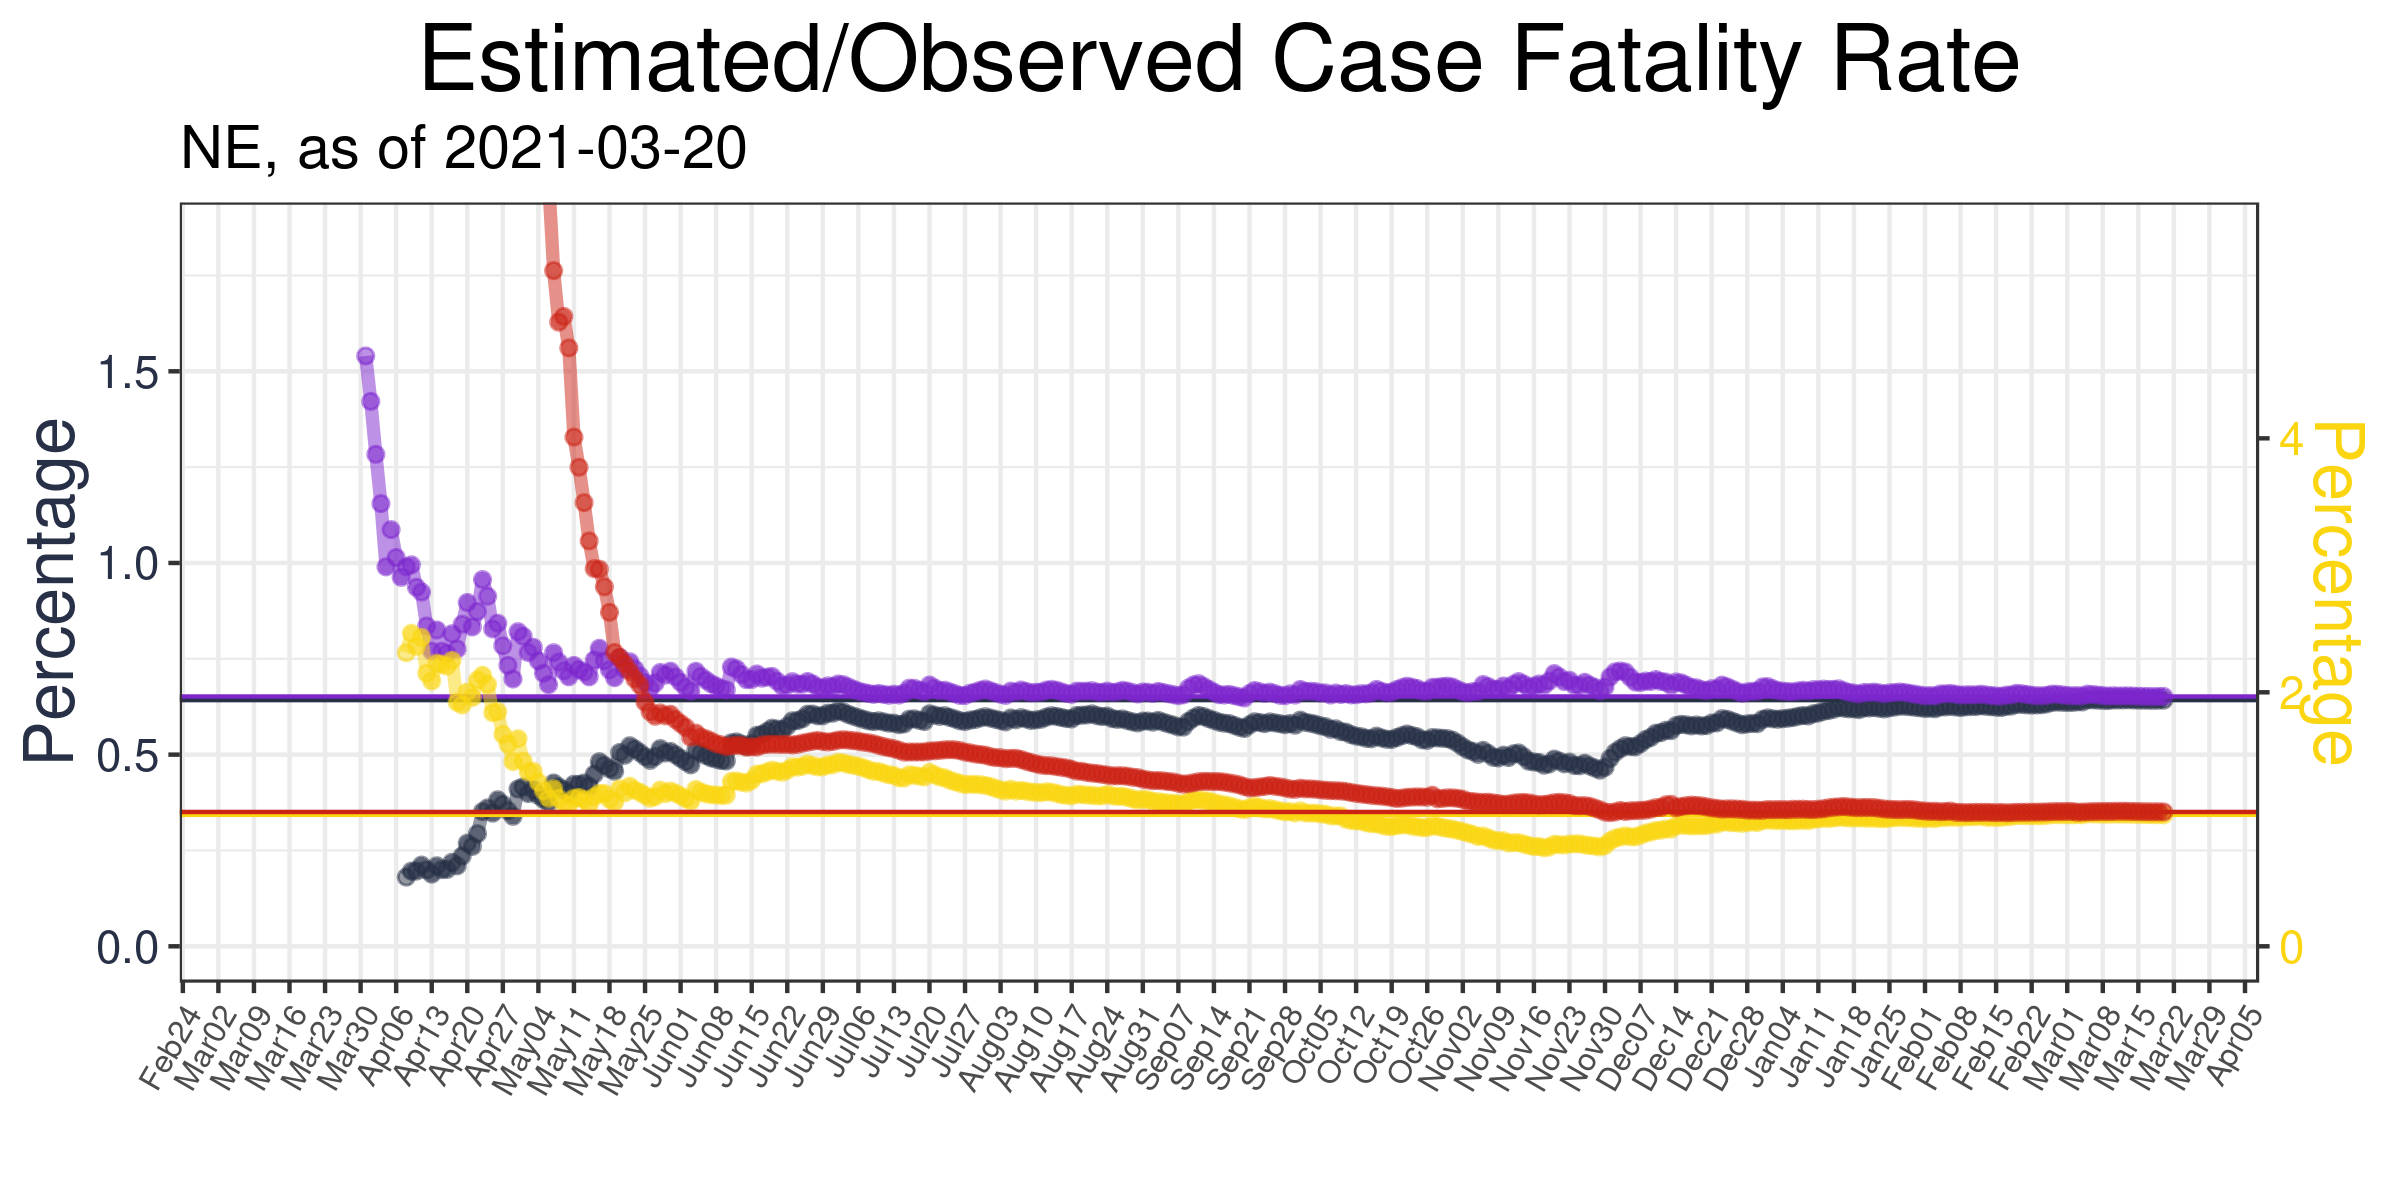 Estimated/Observed Case Fatality Rate
NE, as of 2021-03-20
Percentage
1.5
1.0
0.5
0.0
4
2
0
Percentage
Feb24
Mar02
Mar09
Mar16
Mar23
Mar30
Apr06
Apr13
Apr20
Apr27
May04
May11
May18
May25
Jun01
Jun08
Jun15
Jun22
Jun29
Jul06
Jul13
Jul20
Jul27
Aug03
Aug10
Aug17
Aug24
Aug31
Sep07
Sep14
Sep21
Sep28
Oct05
Oct12
Oct19
Oct26
Nov02
Nov09
Nov16
Nov23
Nov30
Dec07
Dec14
Dec21
Dec28
Jan04
Jan11
Jan18
Jan25
Feb01
Feb08
Feb15
Feb22
Mar01
Mar08
Mar15
Mar22
Mar29
Apr05